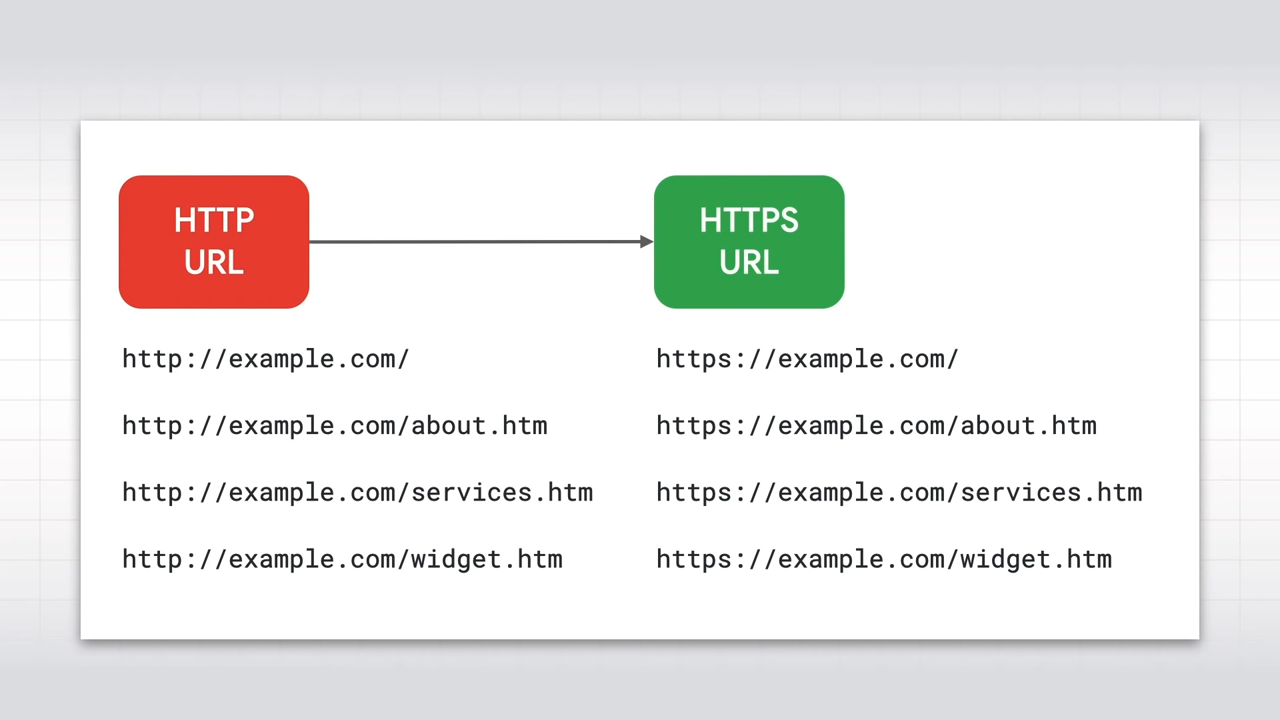 HTTP
URL
HTTPS
URL
http://example.com/
https://example.com/
http://example.com/about.htm
https://example.com/about.htm
http://example.com/services.htm
https://example.com/services.htm
http://example.com/widget.htm
https://example.com/widget.htm